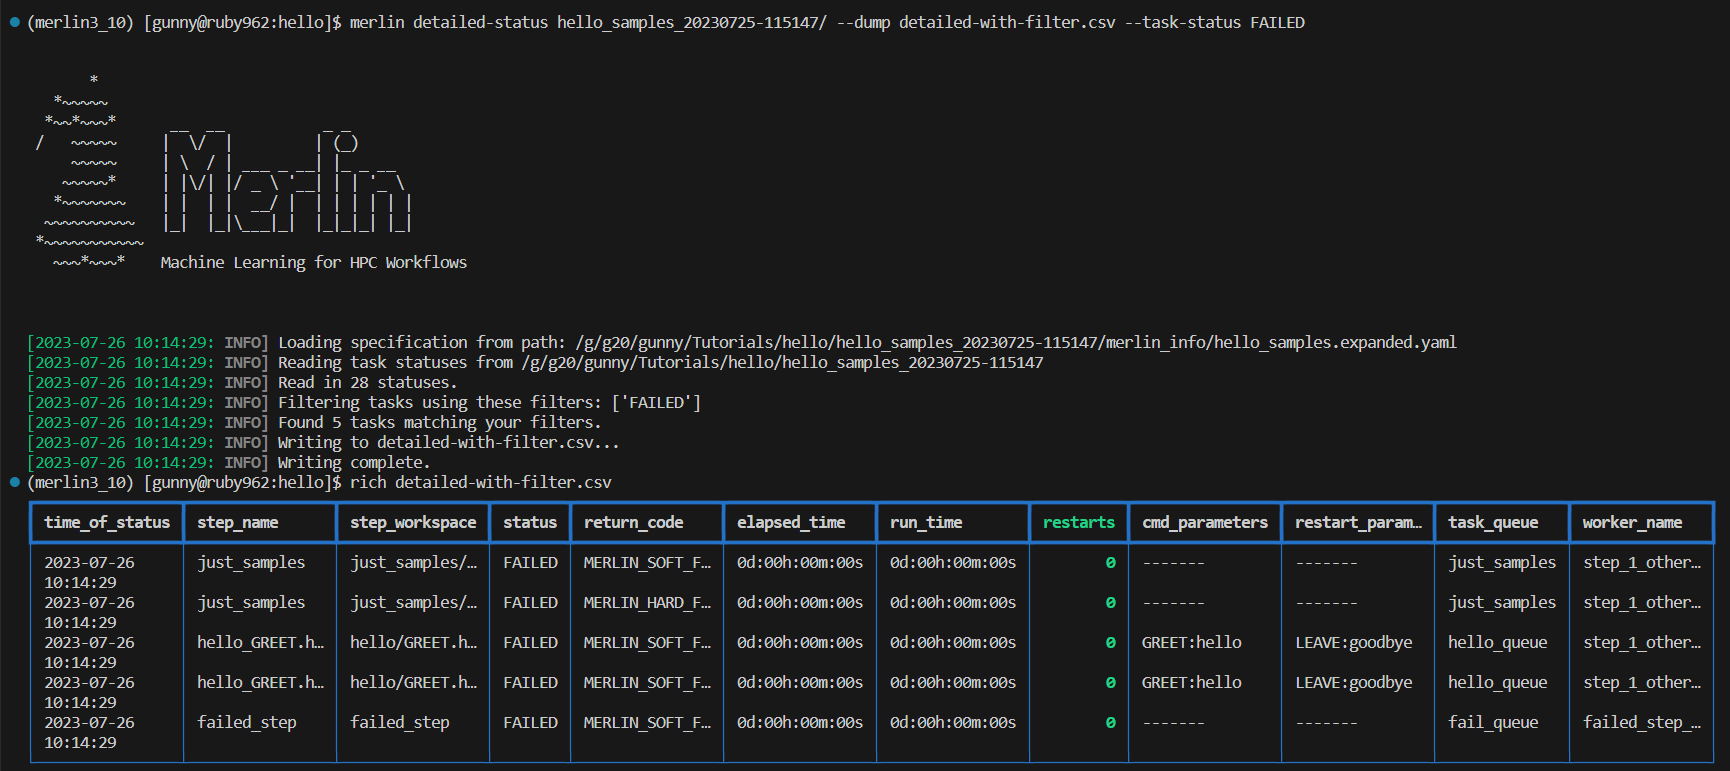 (merlin3_10) [gunny@ruby962:hello]$ merlin detailed-status hello_samples_20230725-115147/ --dump detailed-with-filter.csv --task-status FAILED
Merlin
Machine Learning for HPC Workflows
[2023-07-26 10:14:29: INFO] Loading specification from path: /g/g20/gunny/Tutorials/hello/hello_samples_20230725-115147/merlin_info/hello_samples.expanded.yaml
[2023-07-26 10:14:29: INFO] Reading task statuses from /g/g20/gunny/Tutorials/hello/hello_samples_20230725-115147
[2023-07-26 10:14:29: INFO] Read in 28 statuses.
[2023-07-26 10:14:29: INFO] Filtering tasks using these filters: ['FAILED']
[2023-07-26 10:14:29: INFO] Found 5 tasks matching your filters.
[2023-07-26 10:14:29: INFO] Writing to detailed-with-filter.csv...
[2023-07-26 10:14:29: INFO] Writing complete.
(merlin3_10) [gunny@ruby962:hello]$ rich detailed-with-filter.csv
time_of_status step_name step_workspace status return_code elapsed_time run_time restarts cmd_parameters restart_param… task_queue worker_name
2023-07-26 just_samples just_samples/… FAILED MERLIN_SOFT_F… 0d:00h:00m:00s 0d:00h:00m:00s 0 ------- ------- just_samples step_1_other…
10:14:29
2023-07-26 just_samples just_samples/… FAILED MERLIN_HARD_F… 0d:00h:00m:00s 0d:00h:00m:00s 0 ------- ------- just_samples step_1_other…
10:14:29
2023-07-26 hello_GREET.h… hello/GREET.h… FAILED MERLIN_SOFT_F… 0d:00h:00m:00s 0d:00h:00m:00s 0 GREET:hello LEAVE:goodbye hello_queue step_1_other…
10:14:29
2023-07-26 hello_GREET.h… hello/GREET.h… FAILED MERLIN_SOFT_F… 0d:00h:00m:00s 0d:00h:00m:00s 0 GREET:hello LEAVE:goodbye hello_queue step_1_other…
10:14:29
2023-07-26 failed_step failed_step FAILED MERLIN_SOFT_F… 0d:00h:00m:00s 0d:00h:00m:00s 0 ------- ------- fail_queue failed_step_…
10:14:29